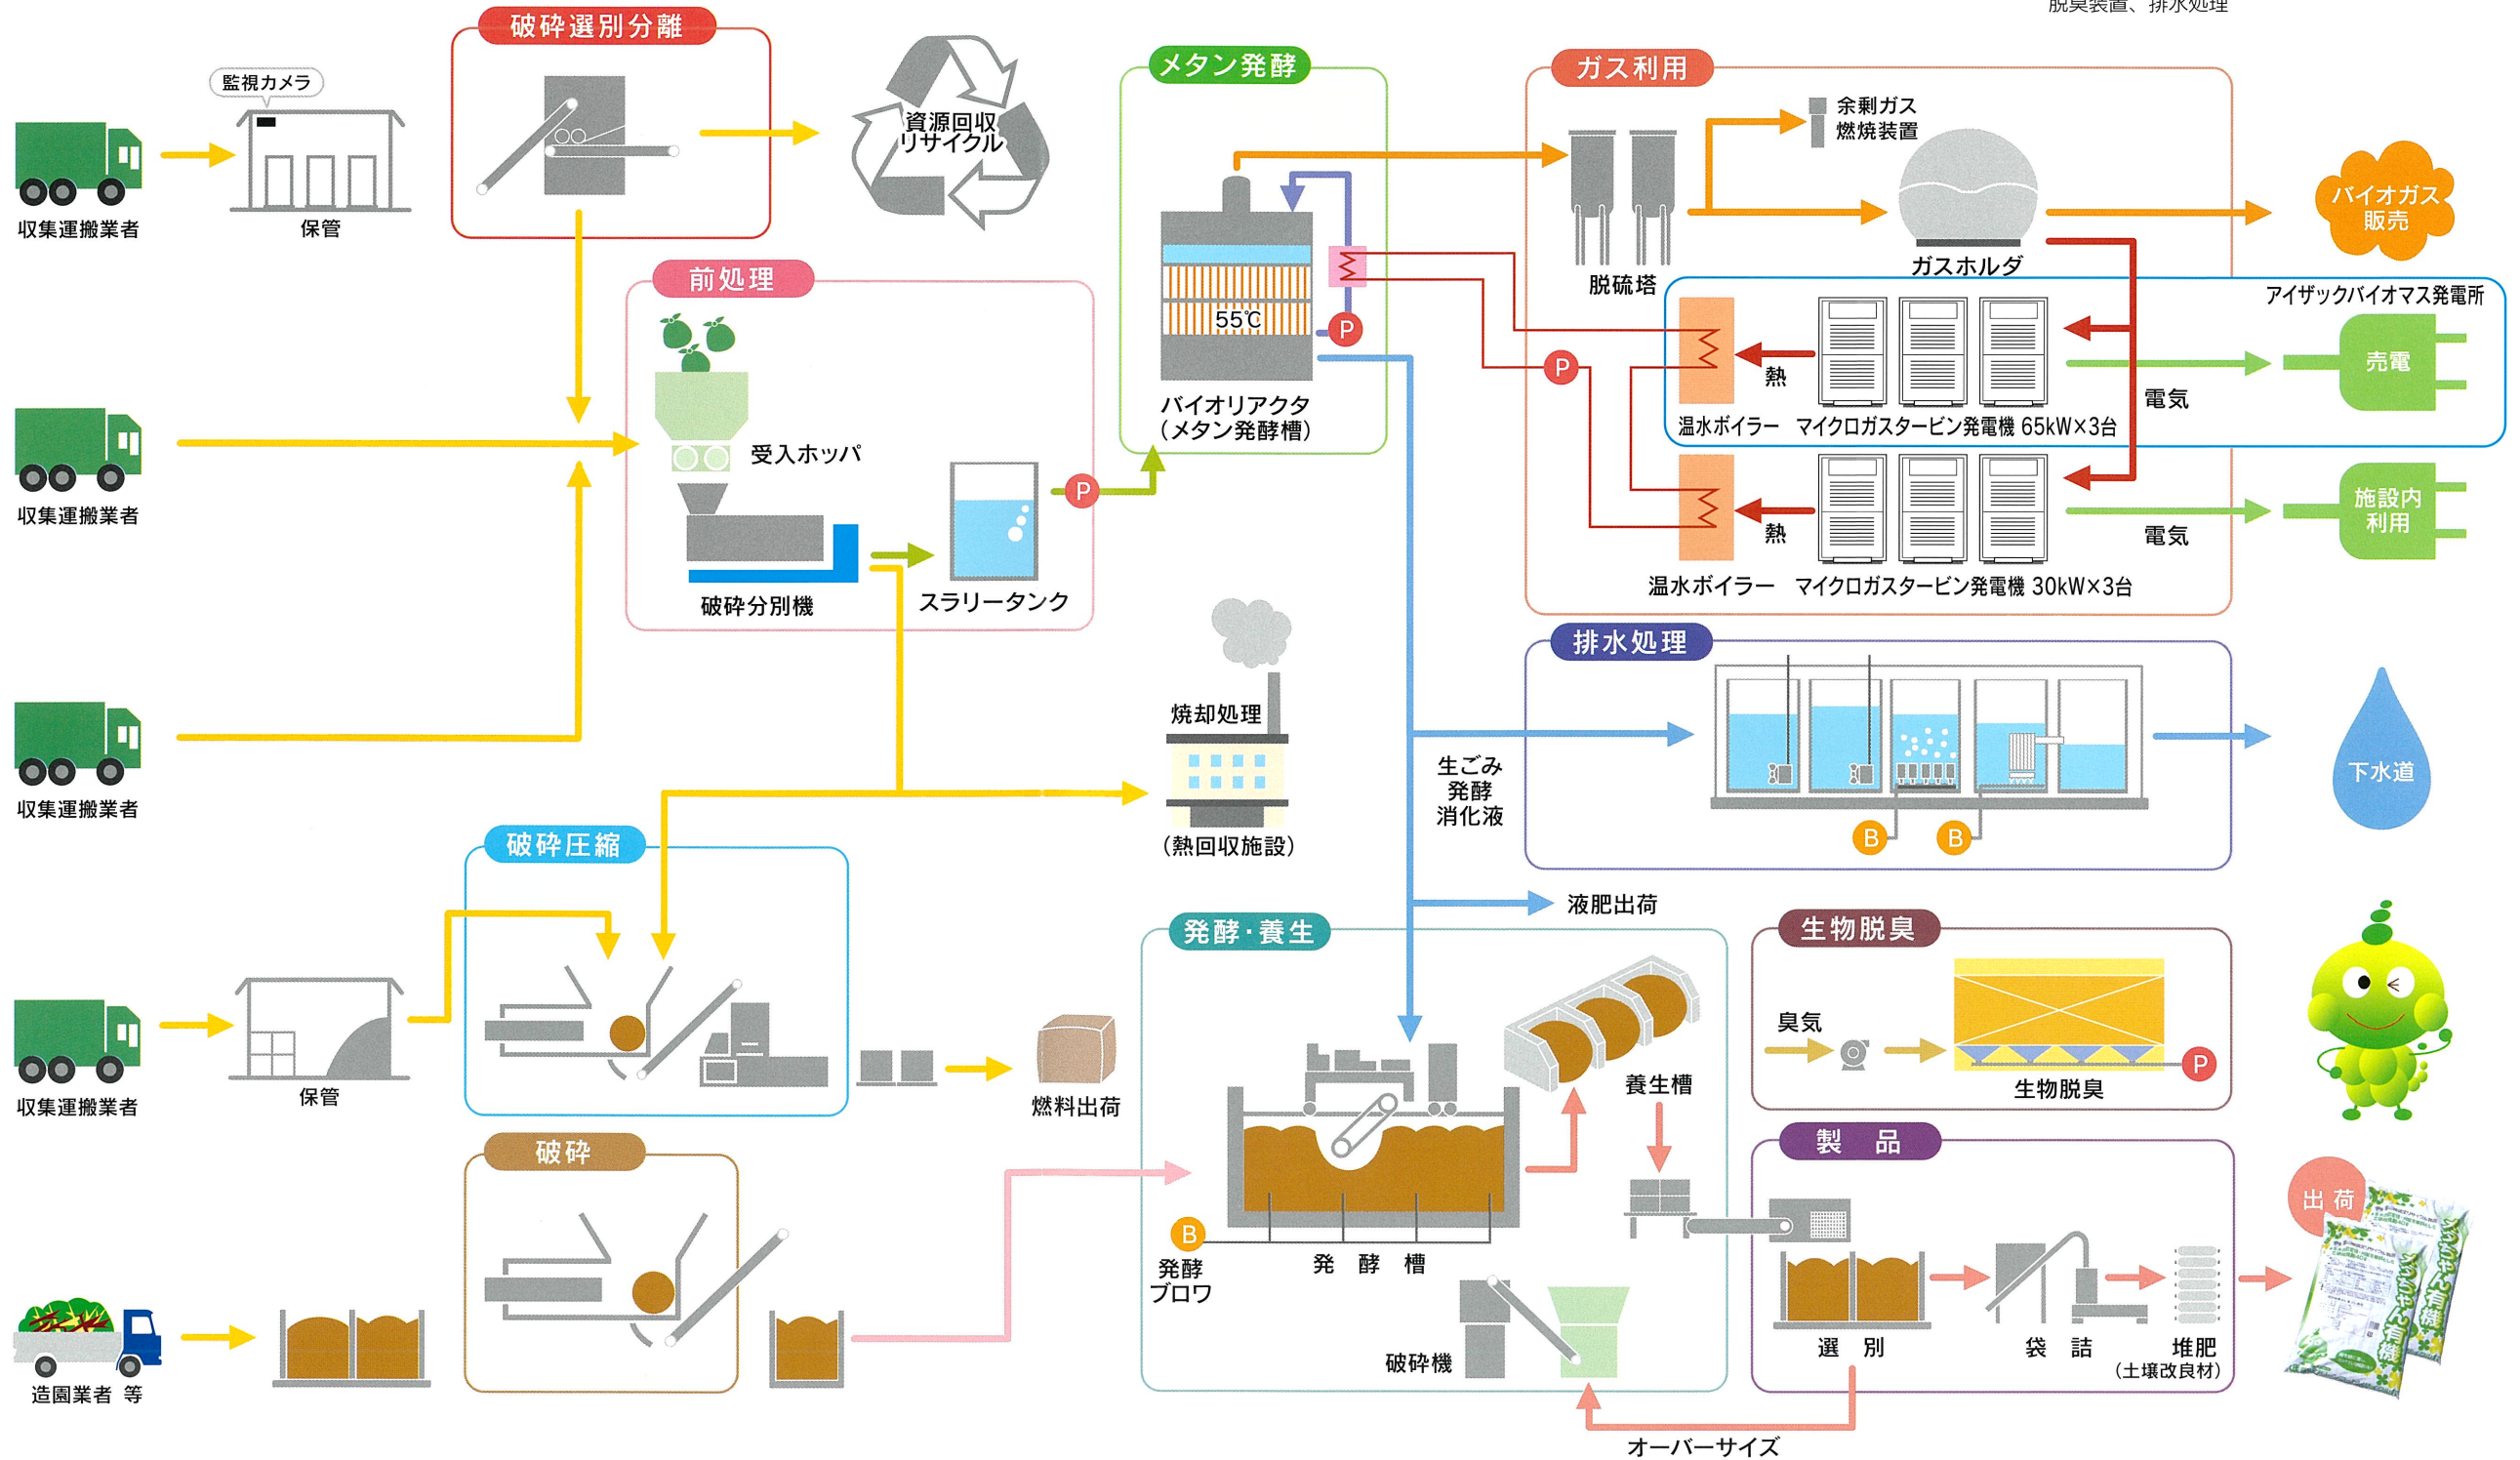 脱臭装置、排水処理
破砕選別分離
監視カメラ
収集運搬業者
保管
資源回収
リサイクル
メタン発酵
55℃
P
バイオリアクタ
（メタン発酵槽）
ガス利用
余剰ガス
燃焼装置
脱硫塔
ガスホルダ
バイオガス
販売
アイザックバイオマス発電所
P
熱
電気
売電
温水ボイラー
マイクロガスタービン発電機 65kW×3台
熱
電気
施設内
利用
温水ボイラー
マイクロガスタービン発電機 30kW×3台
前処理
収集運搬業者
受入ホッパ
P
破砕分別機
スラリータンク
収集運搬業者
焼却処理
（熱回収施設）
排水処理
生ごみ
発酵
消化液
B
B
下水道
液肥出荷
破砕圧縮
収集運搬業者
保管
燃料出荷
発酵・養生
養生槽
B
発酵
ブロワ
発 酵 槽
破砕機
生物脱臭
臭気
P
生物脱臭
破砕
造園業者 等
製 品
選 別
袋 詰
堆肥
（土壌改良材）
出 荷
有機
有機
オーバーサイズ